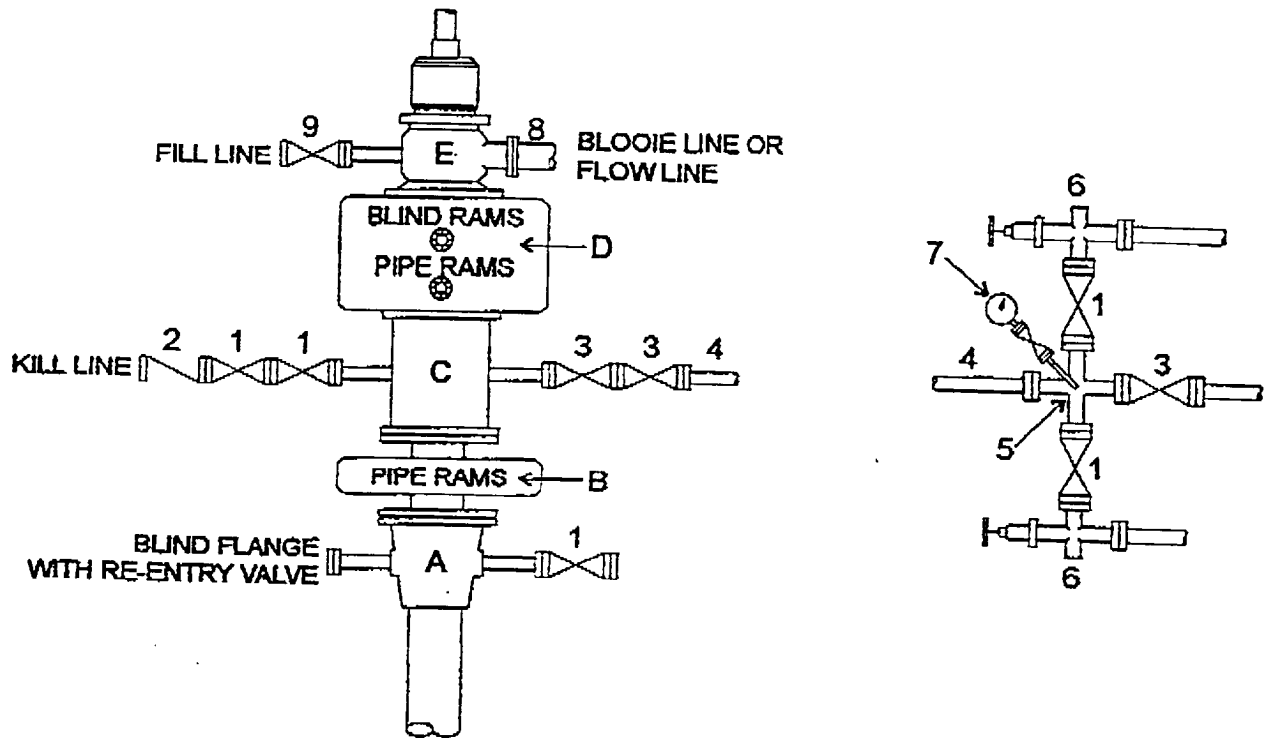 9
8
FILL LINE
E
BLOOIE LINE OR
FLOW LINE
BLIND RAMS
D
PIPE RAMS
KILL LINE
2
1
1
C
3
3
4
PIPE RAMS
B
BLIND FLANGE
WITH RE-ENTRY VALVE
A
1
6
7
1
4
3
5
1
6